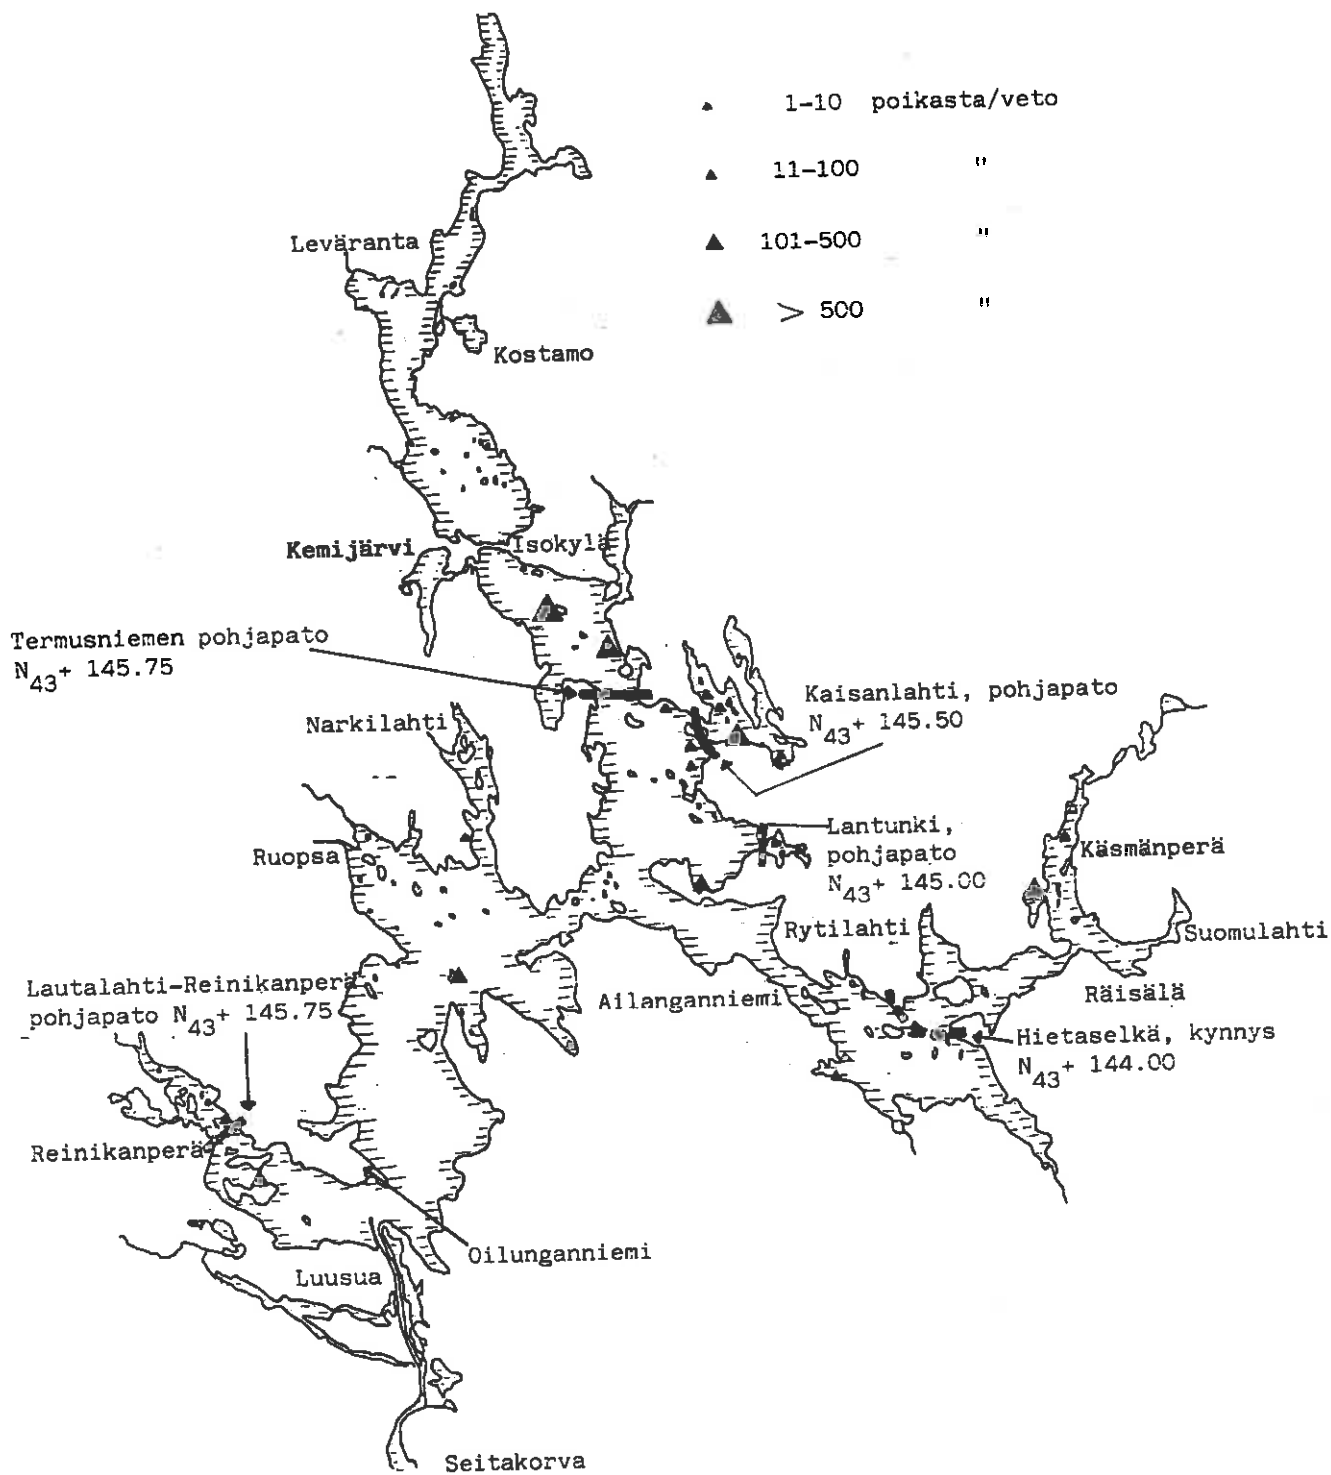 1-10 poikasta/veto
11-100 "
101-500 "
> 500 "
Leväranta
Kostamo
Kemijärvi
Isokylä
Termusniemen pohjapato
N43+ 145.75
Kaisanlahti, pohjapato
N43+ 145.50
Narkilahti
Lantunki,
pohjapato
N43+ 145.00
Ruopsa
Käsmänperä
Rytilahti
Suomulahti
Lautalahti-Reinikanperä
pohjapato N43+ 145.75
Ailanganniemi
Räisälä
Hietaselkä, kynnys
N43+ 144.00
Reinikanperä
Oilunganniemi
Luusua
Seitakorva